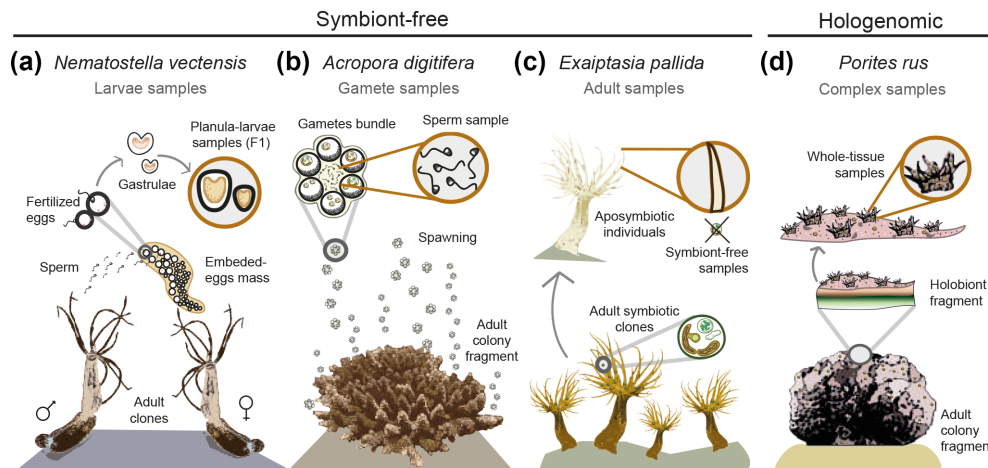 Symbiont-free
Hologenomic
(a) Nematostella vectensis
Larvae samples
Planula-larvae
samples (F1)
Gastrulae
Fertilized
eggs
Sperm
Embeded-
eggs mass
Adult
clones
♂
♀
(b) Acropora digitifera
Gamete samples
Gametes bundle
Sperm sample
Spawning
Adult
colony
fragment
(c) Exaiptasia pallida
Adult samples
Aposymbiotic
individuals
Symbiont-free
samples
Adult symbiotic
clones
(d) Porites rus
Complex samples
Whole-tissue
samples
Holobiont
fragment
Adult
colony
fragment